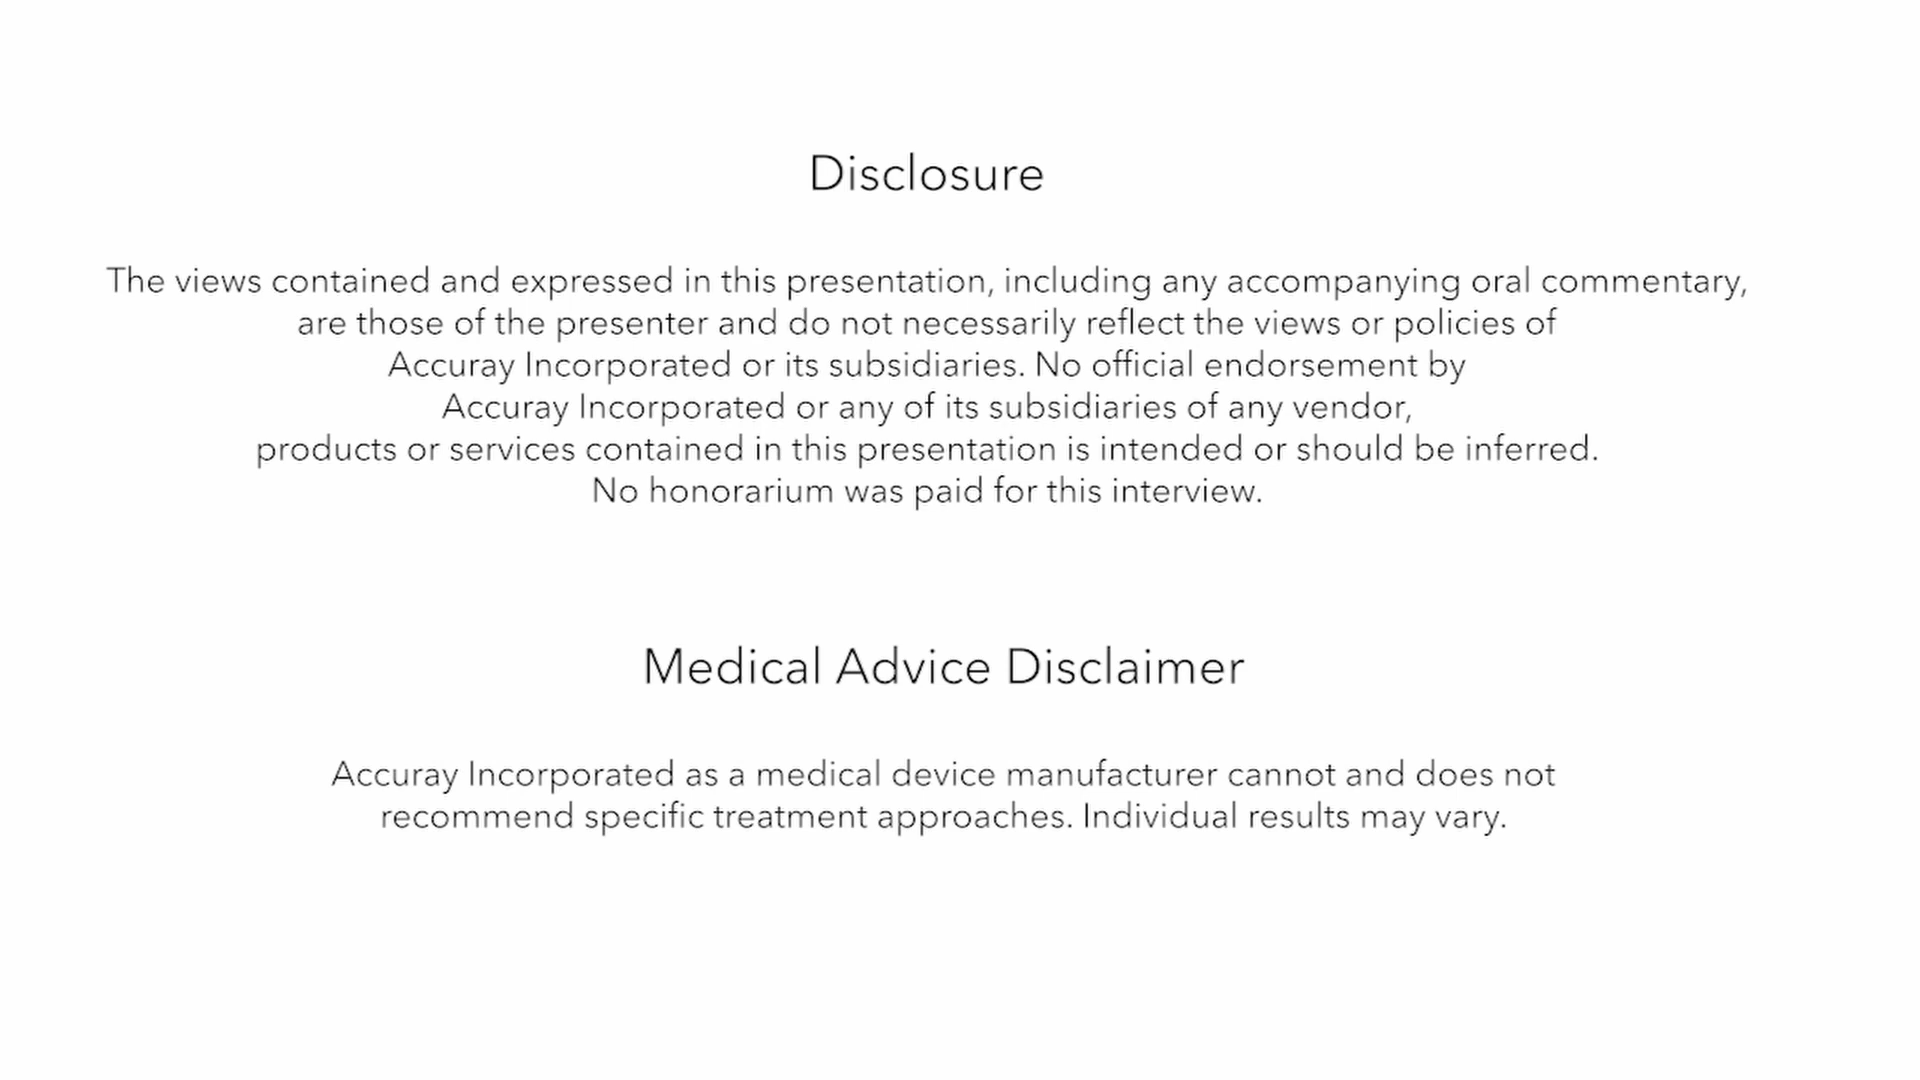 Disclosure
The views contained and expressed in this presentation, including any accompanying oral commentary,
are those of the presenter and do not necessarily reflect the views or policies of
Accuray Incorporated or its subsidiaries. No official endorsement by
Accuray Incorporated or any of its subsidiaries of any vendor,
products or services contained in this presentation is intended or should be inferred.
No honorarium was paid for this interview.
Medical Advice Disclaimer
Accuray Incorporated as a medical device manufacturer cannot and does not
recommend specific treatment approaches. Individual results may vary.